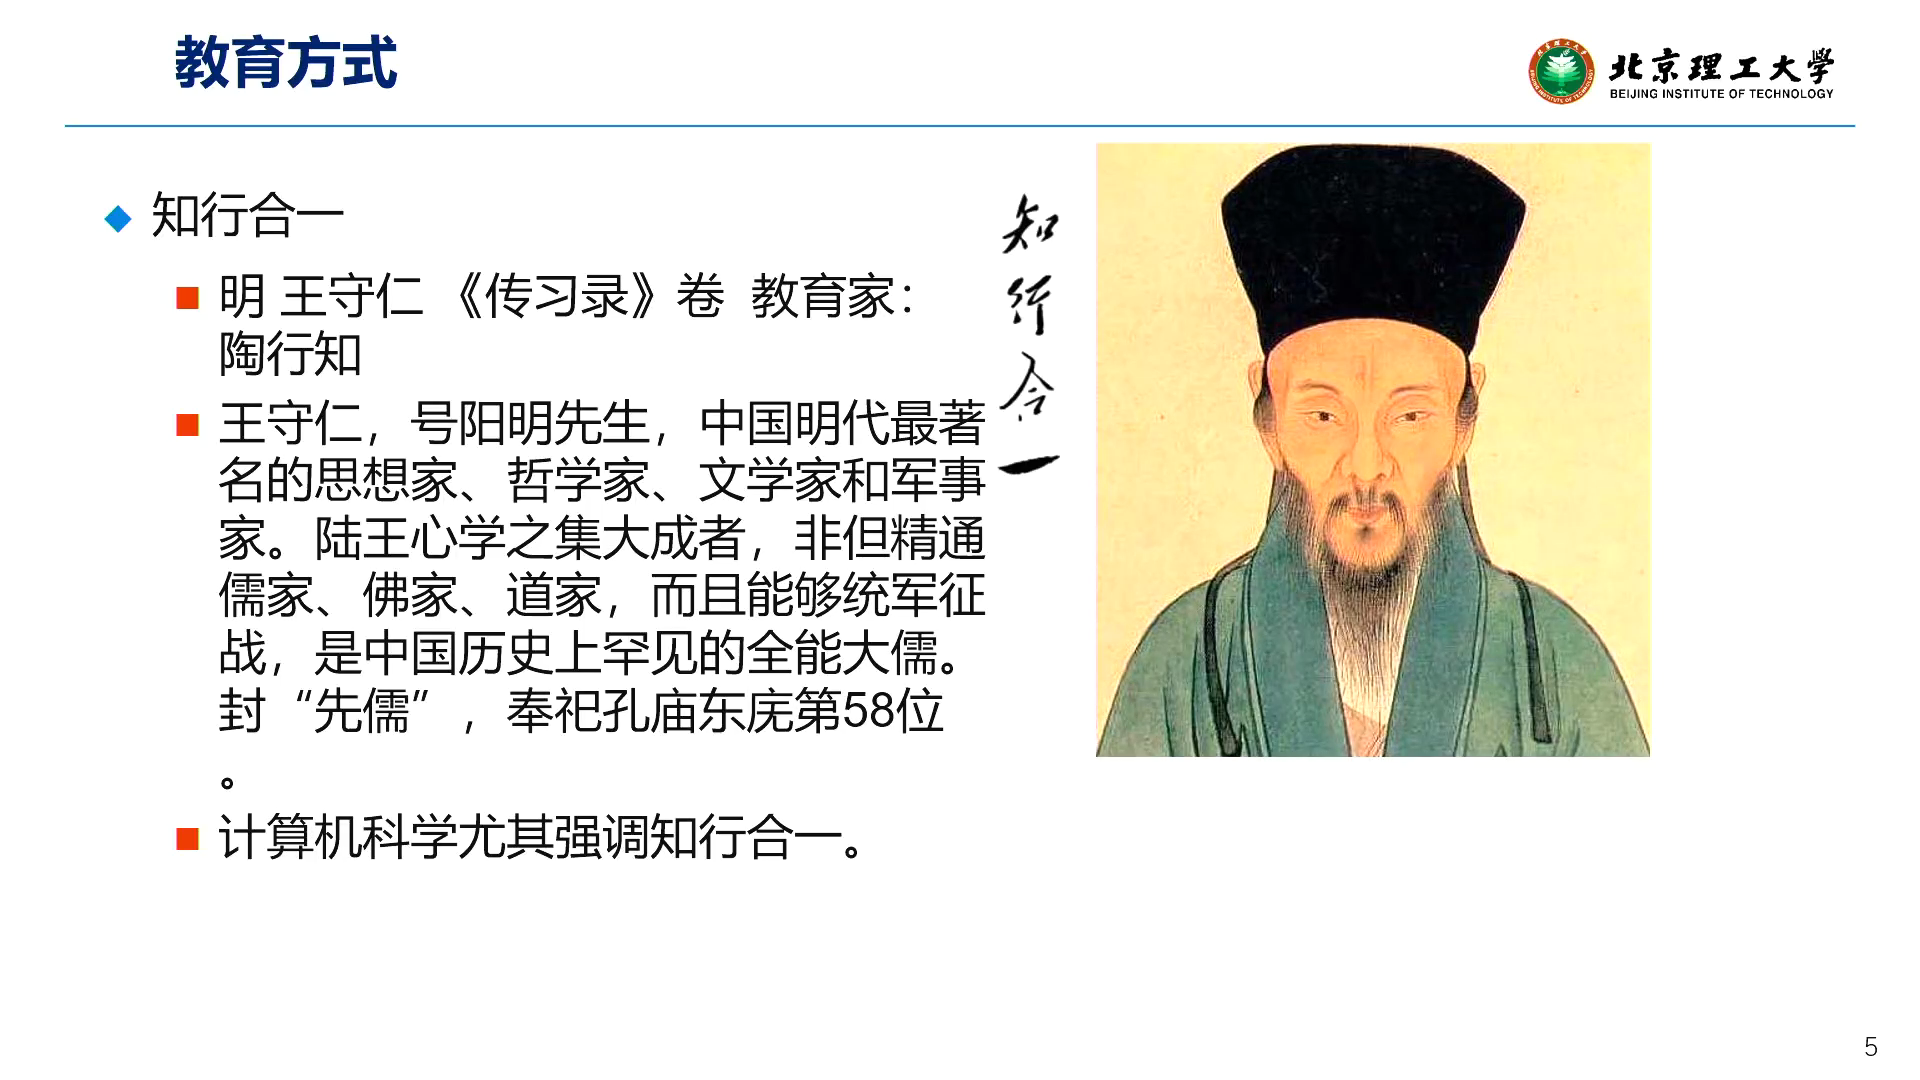 教育方式
北京理工大学
BEIJING INSTITUTE OF TECHNOLOGY
知行合一
明 王守仁 《传习录》卷 教育家：
陶行知
王守仁，号阳明先生，中国明代最著
名的思想家、哲学家、文学家和军事
家。陆王心学之集大成者，非但精通
儒家、佛家、道家，而且能够统军征
战，是中国历史上罕见的全能大儒。
封“先儒”，奉祀孔庙东庑第58位
。
计算机科学尤其强调知行合一。
知
行
合
一
5